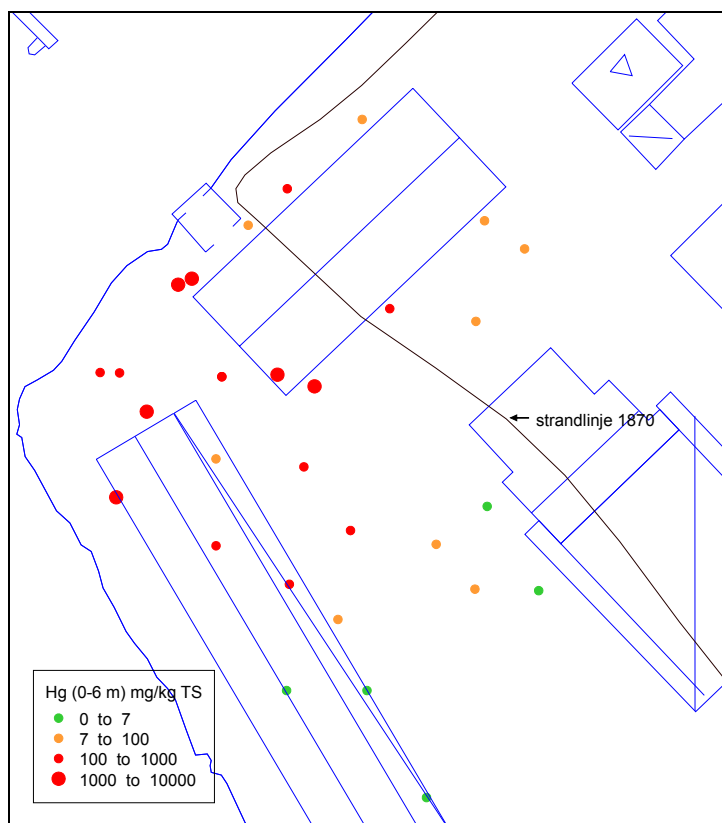 strandlinje 1870
Hg (0-6 m) mg/kg TS
0 to 7
7 to 100
100 to 1000
1000 to 10000